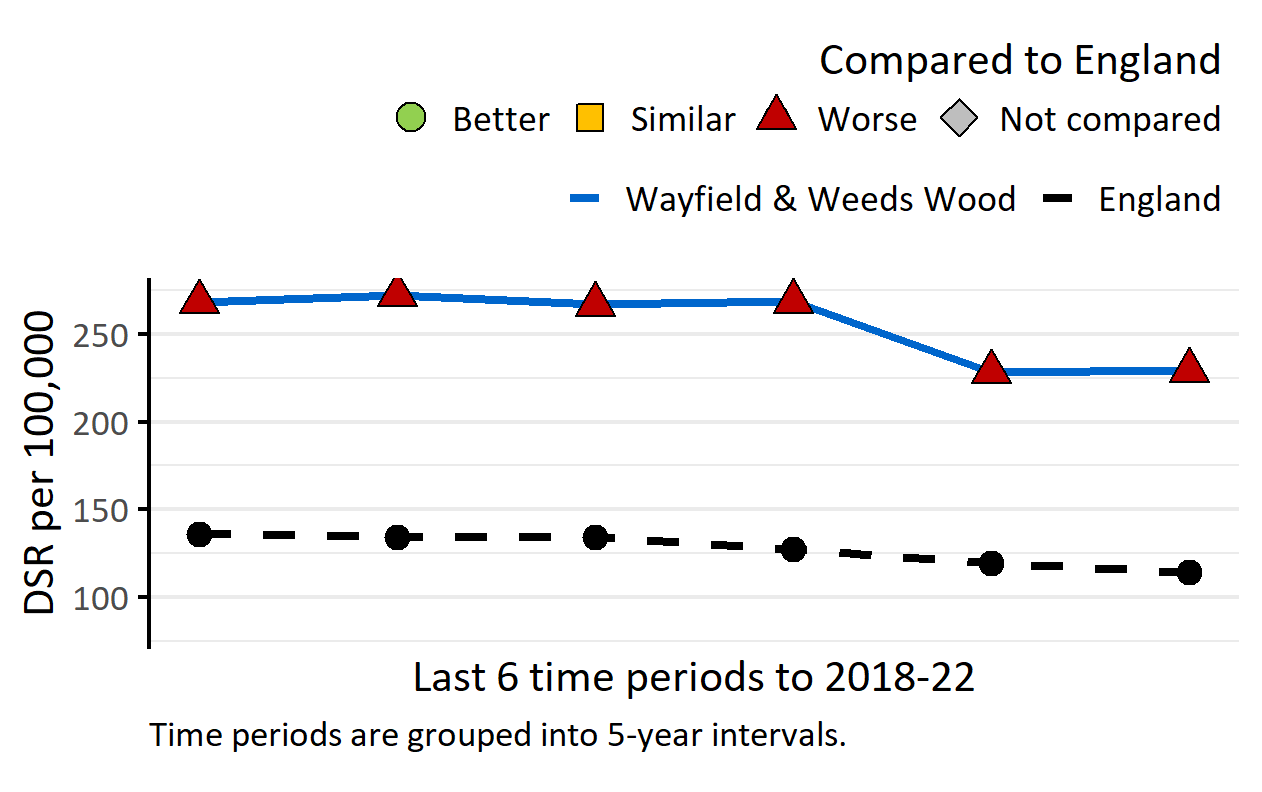 Compared to England
Better Similar Worse Not compared
Wayfield & Weeds Wood England
DSR per 100,000
250
200
150
100
Last 6 time periods to 2018-22
Time periods are grouped into 5-year intervals.